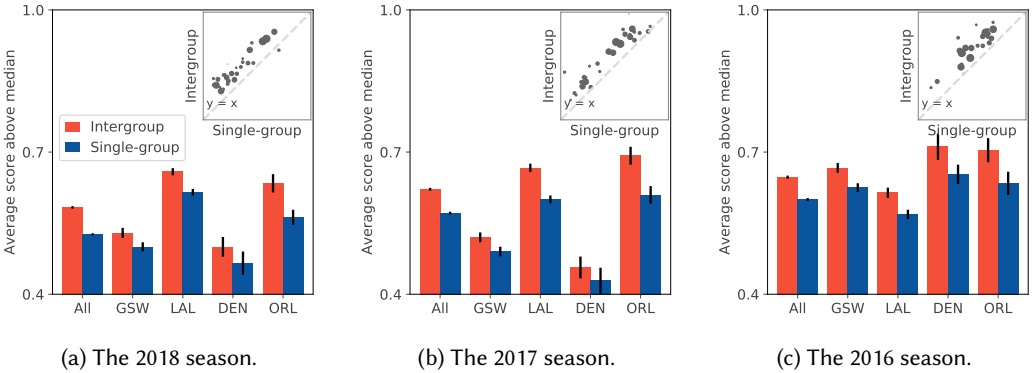 1.0
0.7
0.4
Average score above median
Intergroup
Single-group
y = x
Intergroup
Single-group
All GSW LAL DEN ORL
(a) The 2018 season.
1.0
0.7
0.4
Average score above median
Intergroup
Single-group
y = x
All GSW LAL DEN ORL
(b) The 2017 season.
1.0
0.7
0.4
Average score above median
Intergroup
Single-group
y = x
All GSW LAL DEN ORL
(c) The 2016 season.